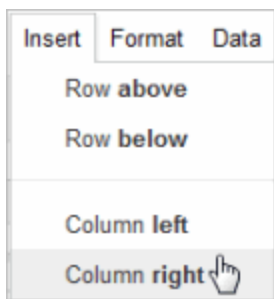 Insert Format Data
Row above
Row below
Column left
Column right